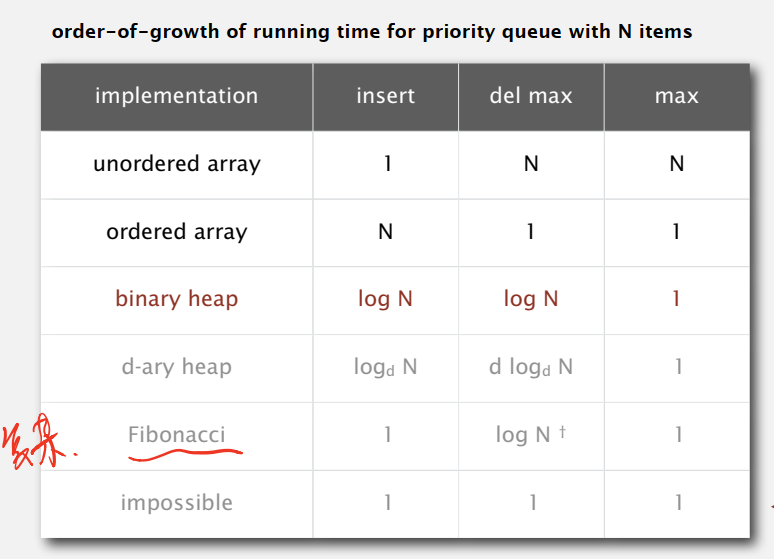 order-of-growth of running time for priority queue with N items
implementation insert del max max
unordered array 1 N N
ordered array N 1 1
binary heap log N log N 1
d-ary heap log_d N d log_d N 1
Fibonacci 1 log N † 1
impossible 1 1 1